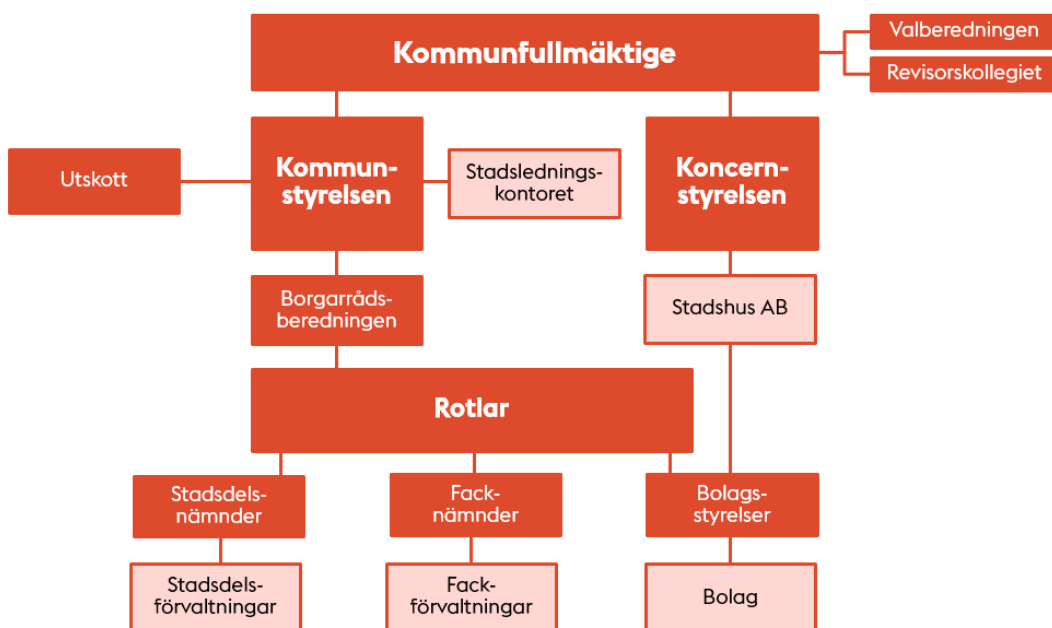 Kommunfullmäktige
Valberedningen
Revisorskollegiet
Utskott
Kommun-
styrelsen
Stadslednings-
kontoret
Koncern-
styrelsen
Borgarråds-
beredningen
Stadshus AB
Rotlar
Stadsdels-
nämnder
Fack-
nämnder
Bolags-
styrelser
Stadsdels-
förvaltningar
Fack-
förvaltningar
Bolag